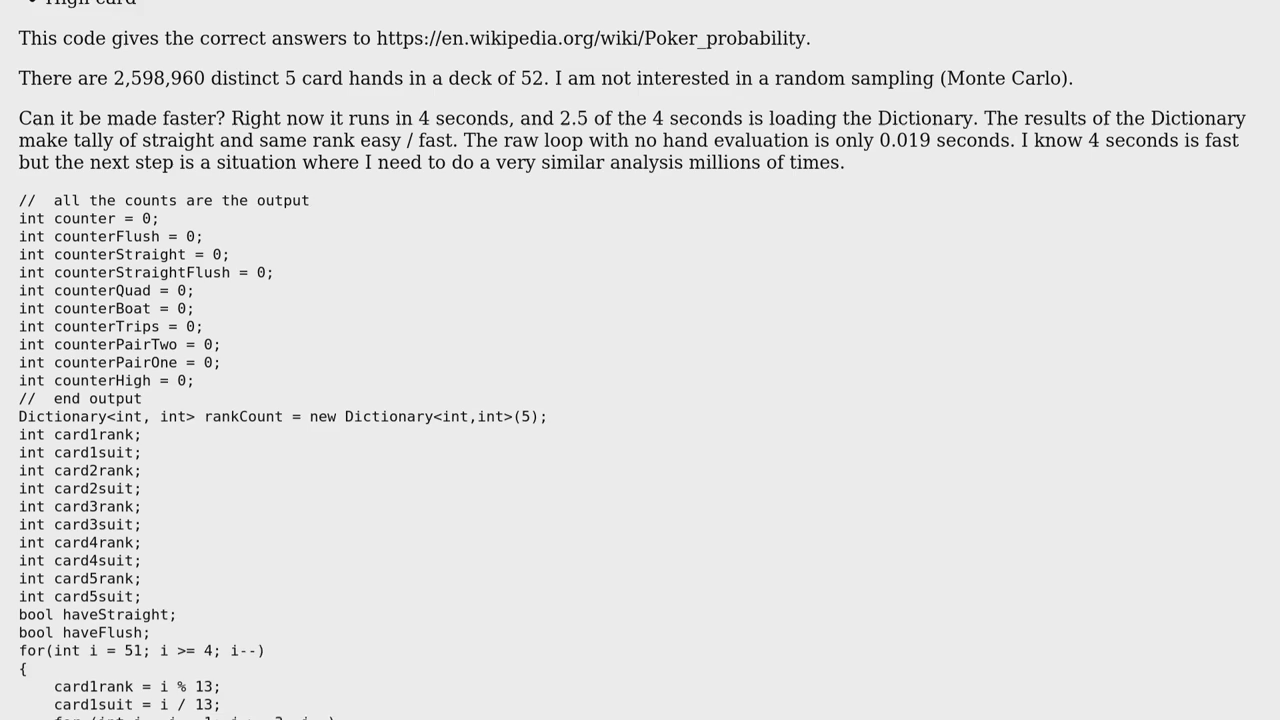 • High card
This code gives the correct answers to https://en.wikipedia.org/wiki/Poker_probability.
There are 2,598,960 distinct 5 card hands in a deck of 52. I am not interested in a random sampling (Monte Carlo).
Can it be made faster? Right now it runs in 4 seconds, and 2.5 of the 4 seconds is loading the Dictionary. The results of the Dictionary
make tally of straight and same rank easy / fast. The raw loop with no hand evaluation is only 0.019 seconds. I know 4 seconds is fast
but the next step is a situation where I need to do a very similar analysis millions of times.
//  all the counts are the output
int counter = 0;
int counterFlush = 0;
int counterStraight = 0;
int counterStraightFlush = 0;
int counterQuad = 0;
int counterBoat = 0;
int counterTrips = 0;
int counterPairTwo = 0;
int counterPairOne = 0;
int counterHigh = 0;
//  end output
Dictionary<int, int> rankCount = new Dictionary<int,int>(5);
int card1rank;
int card1suit;
int card2rank;
int card2suit;
int card3rank;
int card3suit;
int card4rank;
int card4suit;
int card5rank;
int card5suit;
bool haveStraight;
bool haveFlush;
for(int i = 51; i >= 4; i--)
{
    card1rank = i % 13;
    card1suit = i / 13;